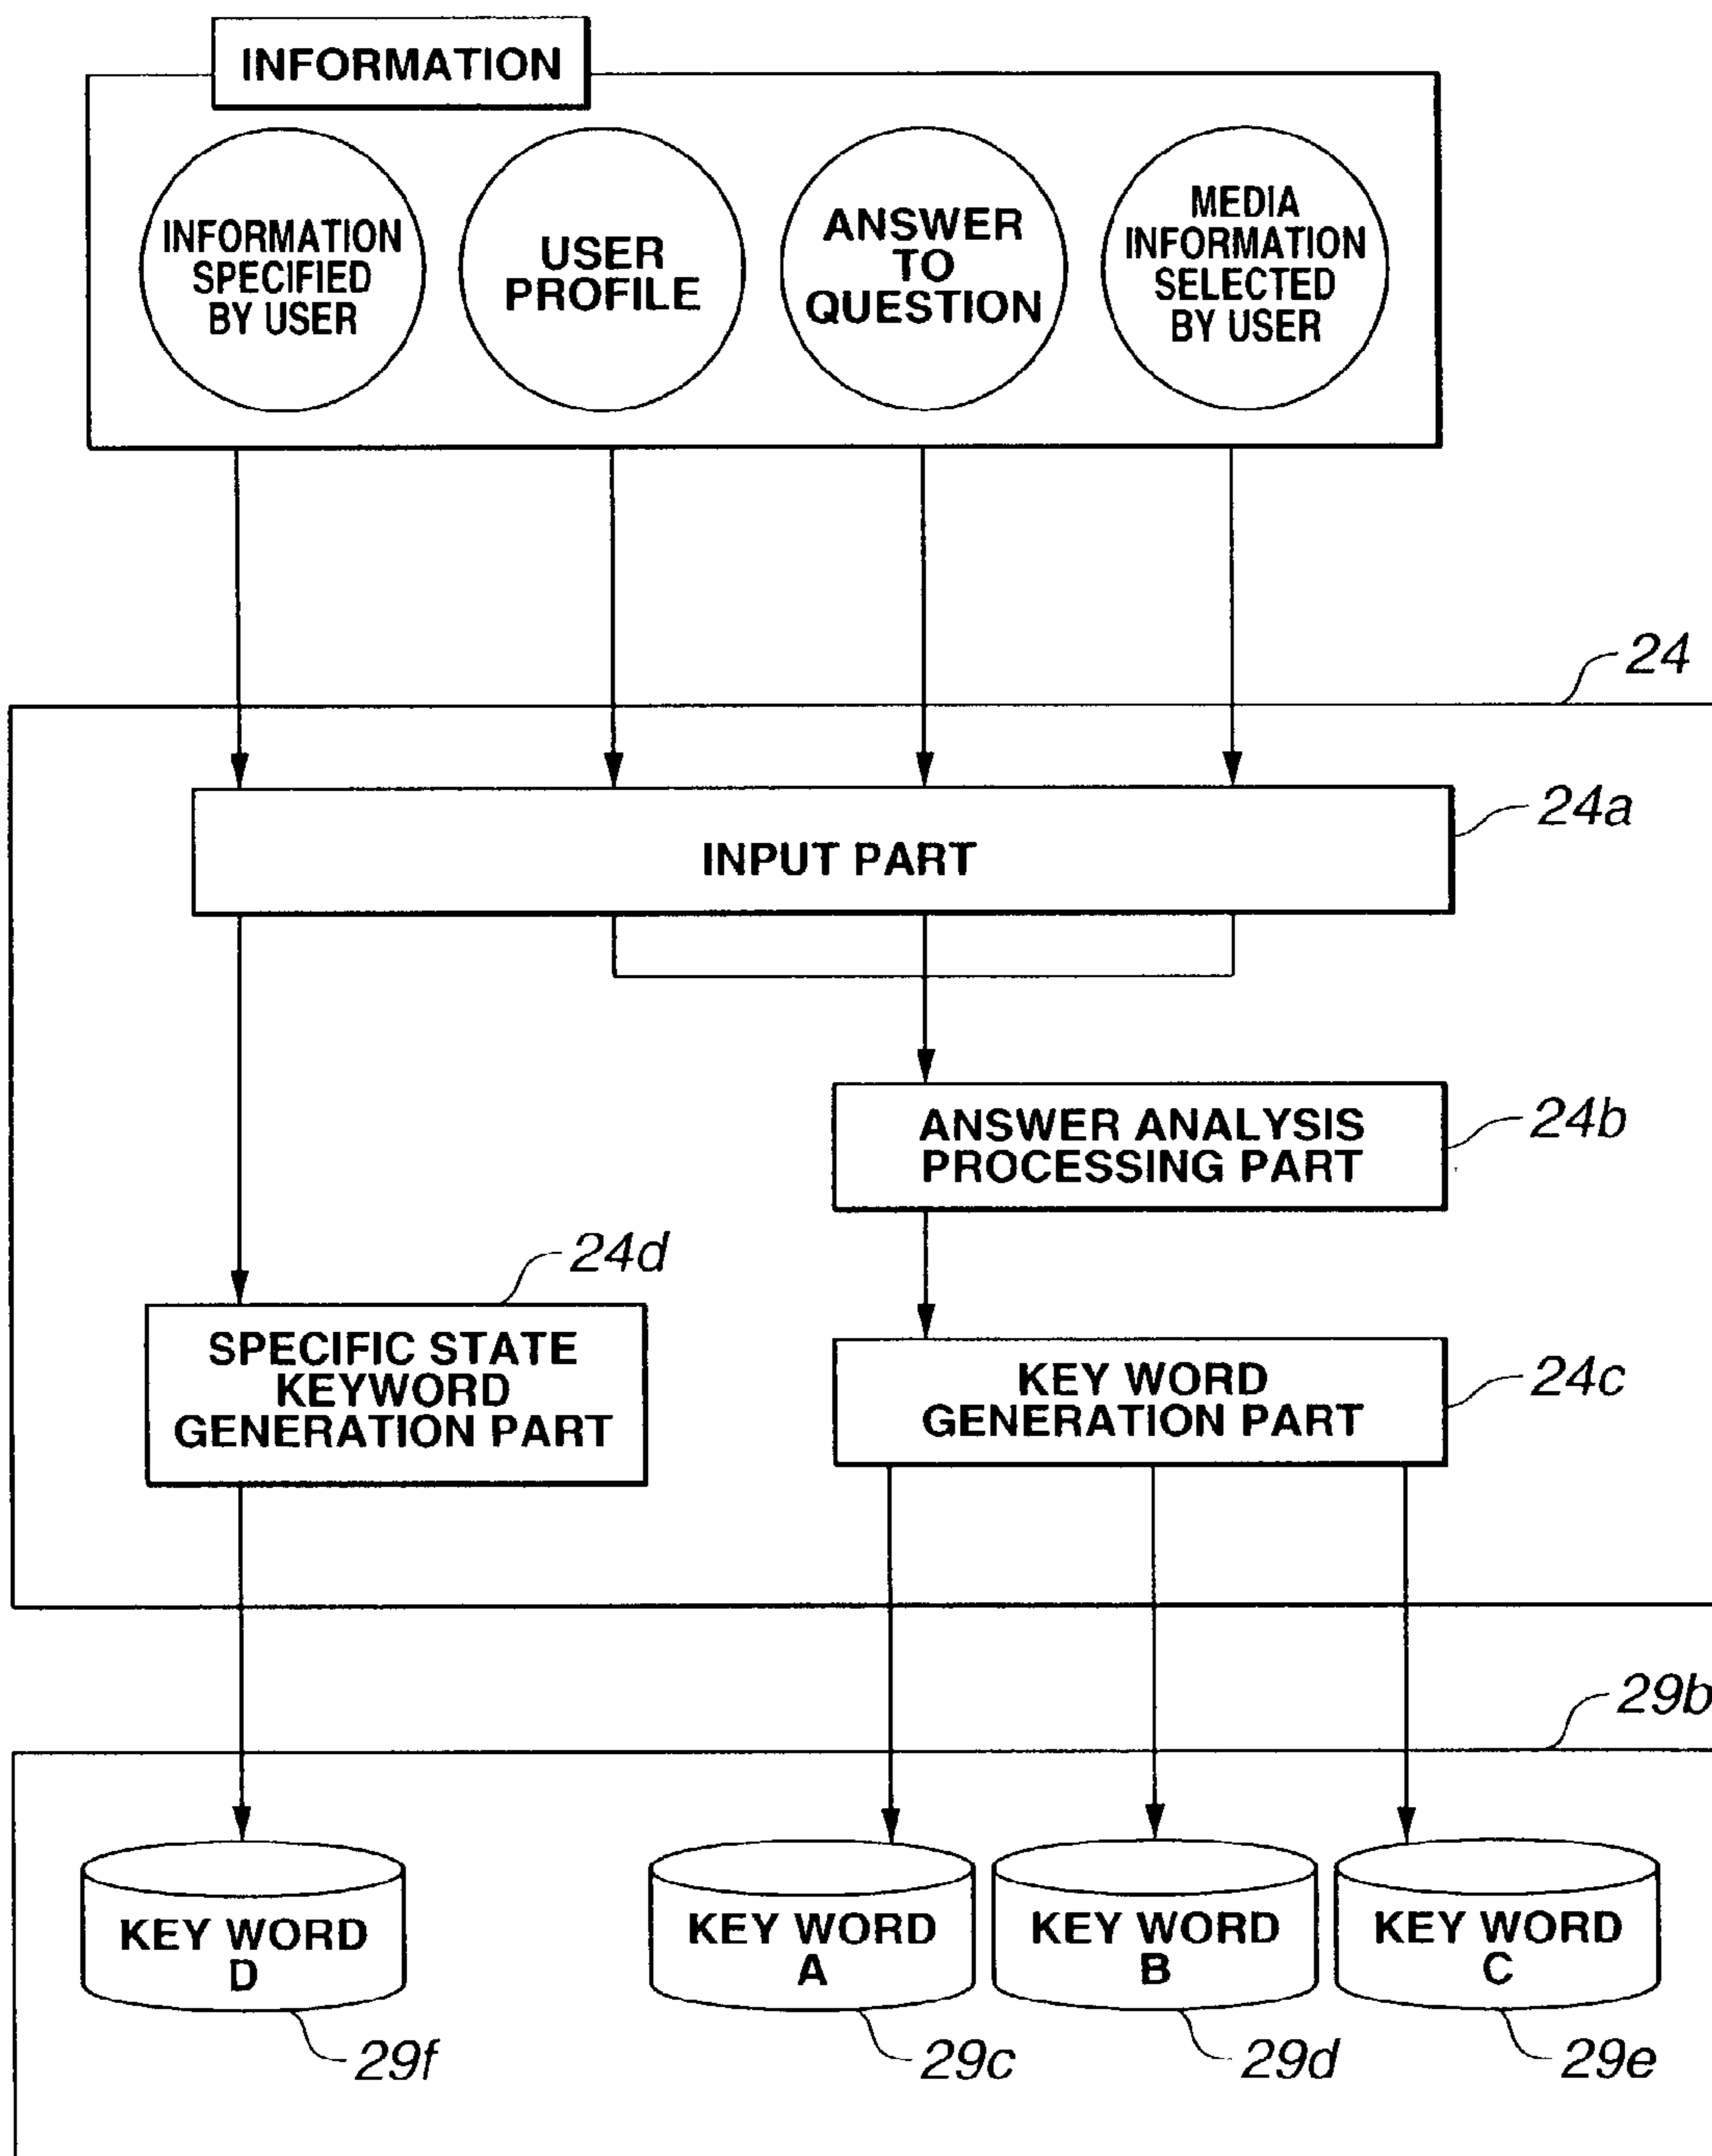 INFORMATION
INFORMATION
SPECIFIED
BY USER
USER
PROFILE
ANSWER
TO
QUESTION
MEDIA
INFORMATION
SELECTED
BY USER
24
24a
INPUT PART
24b
ANSWER ANALYSIS
PROCESSING PART
24d
SPECIFIC STATE
KEYWORD
GENERATION PART
24c
KEY WORD
GENERATION PART
29b
KEY WORD
D
KEY WORD
A
KEY WORD
B
KEY WORD
C
29f
29c
29d
29e